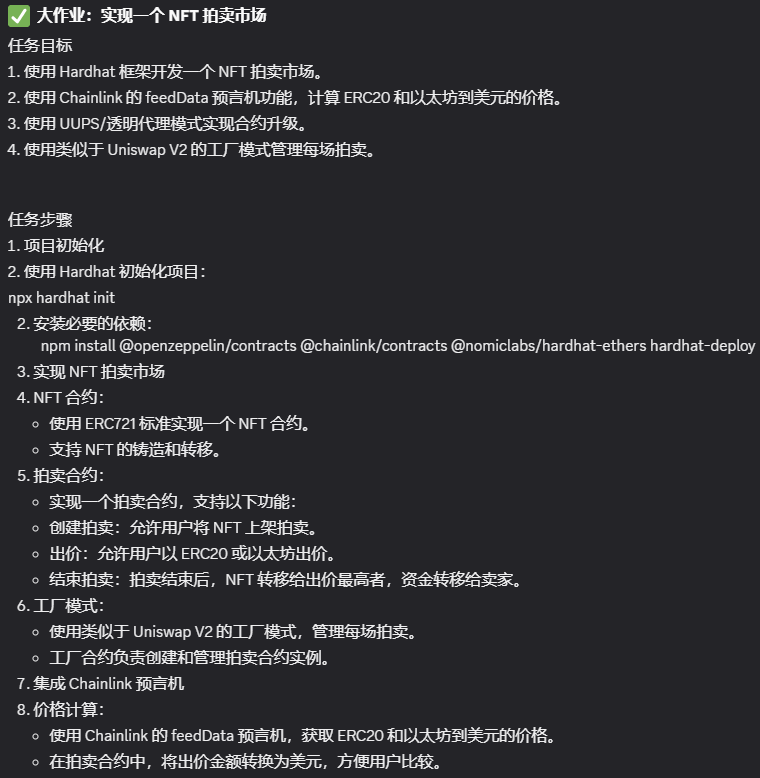 ✅ 大作业：实现一个 NFT 拍卖市场
任务目标
1. 使用 Hardhat 框架开发一个 NFT 拍卖市场。
2. 使用 Chainlink 的 feedData 预言机功能，计算 ERC20 和以太坊到美元的价格。
3. 使用 UUPS/透明代理模式实现合约升级。
4. 使用类似于 Uniswap V2 的工厂模式管理每场拍卖。
任务步骤
1. 项目初始化
2. 使用 Hardhat 初始化项目：
npx hardhat init
2. 安装必要的依赖：
npm install @openzeppelin/contracts @chainlink/contracts @nomiclabs/hardhat-ethers hardhat-deploy
3. 实现 NFT 拍卖市场
4. NFT 合约：
◦ 使用 ERC721 标准实现一个 NFT 合约。
◦ 支持 NFT 的铸造和转移。
5. 拍卖合约：
◦ 实现一个拍卖合约，支持以下功能：
◦ 创建拍卖：允许用户将 NFT 上架拍卖。
◦ 出价：允许用户以 ERC20 或以太坊出价。
◦ 结束拍卖：拍卖结束后，NFT 转移给出价最高者，资金转移给卖家。
6. 工厂模式：
◦ 使用类似于 Uniswap V2 的工厂模式，管理每场拍卖。
◦ 工厂合约负责创建和管理拍卖合约实例。
7. 集成 Chainlink 预言机
8. 价格计算：
◦ 使用 Chainlink 的 feedData 预言机，获取 ERC20 和以太坊到美元的价格。
◦ 在拍卖合约中，将出价金额转换为美元，方便用户比较。